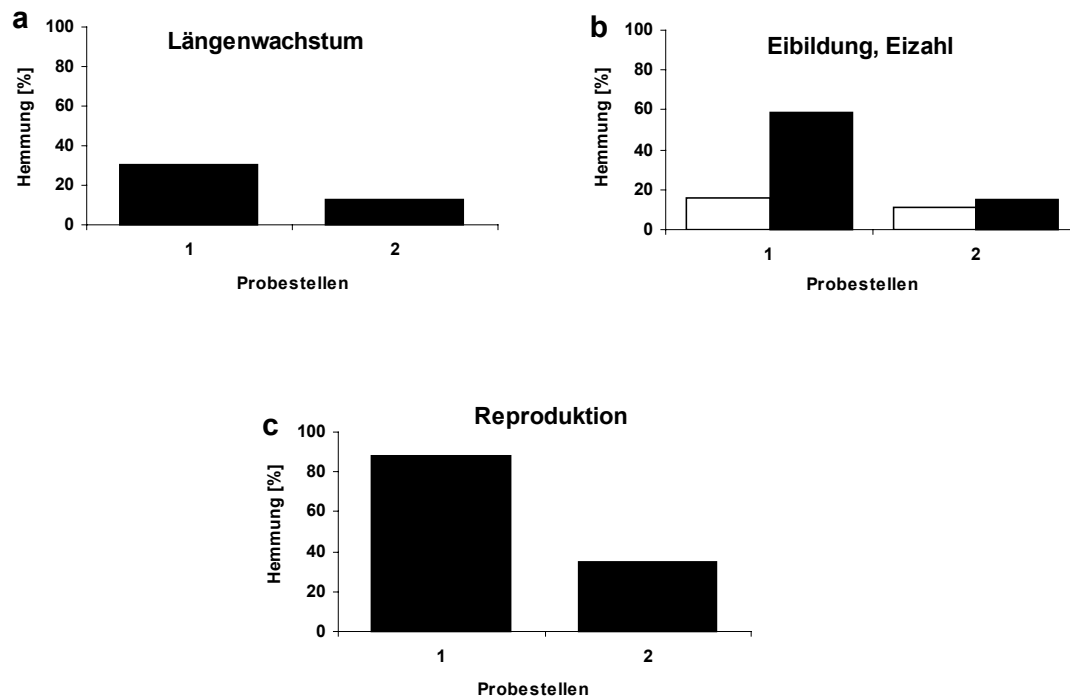 a
Längenwachstum
Hemmung [%]
100
80
60
40
20
0
1 2
Probestellen
b
Eibildung, Eizahl
Hemmung [%]
100
80
60
40
20
0
1 2
Probestellen
c
Reproduktion
Hemmung [%]
100
80
60
40
20
0
1 2
Probestellen